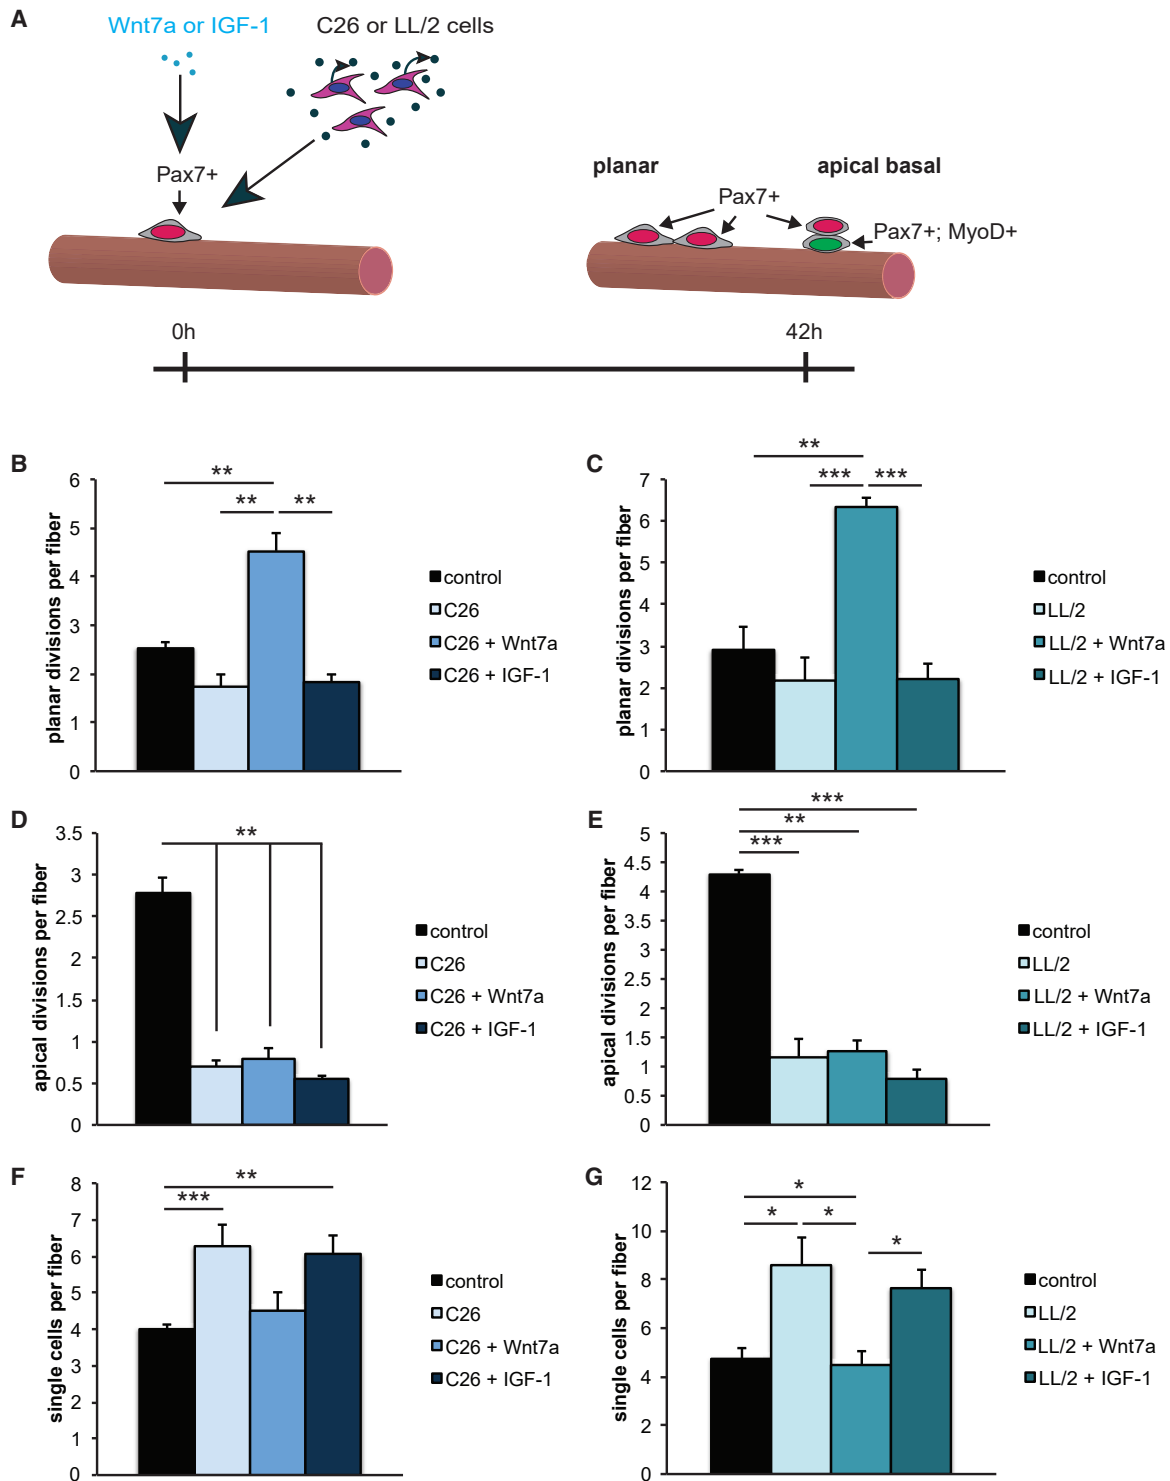 A
Wnt7a or IGF-1
C26 or LL/2 cells
Pax7+
planar
apical basal
Pax7+
Pax7+; MyoD+
0h
42h
B
**
**
**
6
5
4
3
2
1
0
planar divisions per fiber
control
C26
C26 + Wnt7a
C26 + IGF-1
C
**
***
***
7
6
5
4
3
2
1
0
planar divisions per fiber
control
LL/2
LL/2 + Wnt7a
LL/2 + IGF-1
D
**
3.5
3
2.5
2
1.5
1
0.5
0
apical divisions per fiber
control
C26
C26 + Wnt7a
C26 + IGF-1
E
***
**
***
5
4.5
4
3.5
3
2.5
2
1.5
1
0.5
0
apical divisions per fiber
control
LL/2
LL/2 + Wnt7a
LL/2 + IGF-1
F
**
***
8
7
6
5
4
3
2
1
0
single cells per fiber
control
C26
C26 + Wnt7a
C26 + IGF-1
G
*
*
*
*
12
10
8
6
4
2
0
single cells per fiber
control
LL/2
LL/2 + Wnt7a
LL/2 + IGF-1